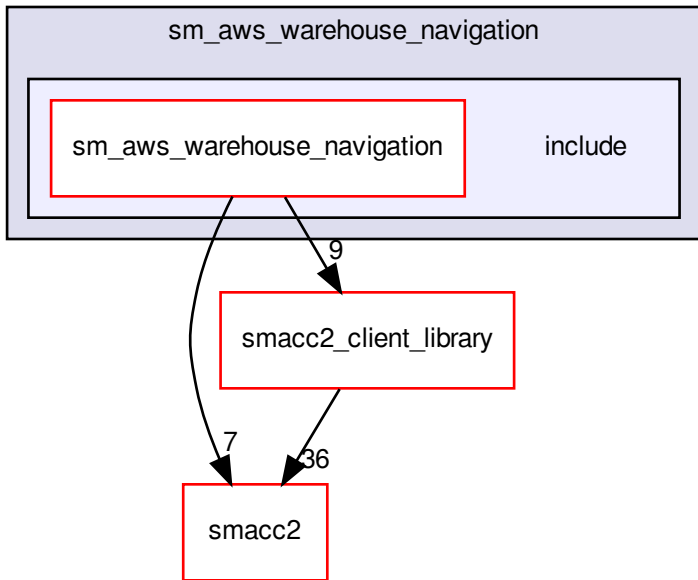 sm_aws_warehouse_navigation
sm_aws_warehouse_navigation
include
9
smacc2_client_library
7
36
smacc2